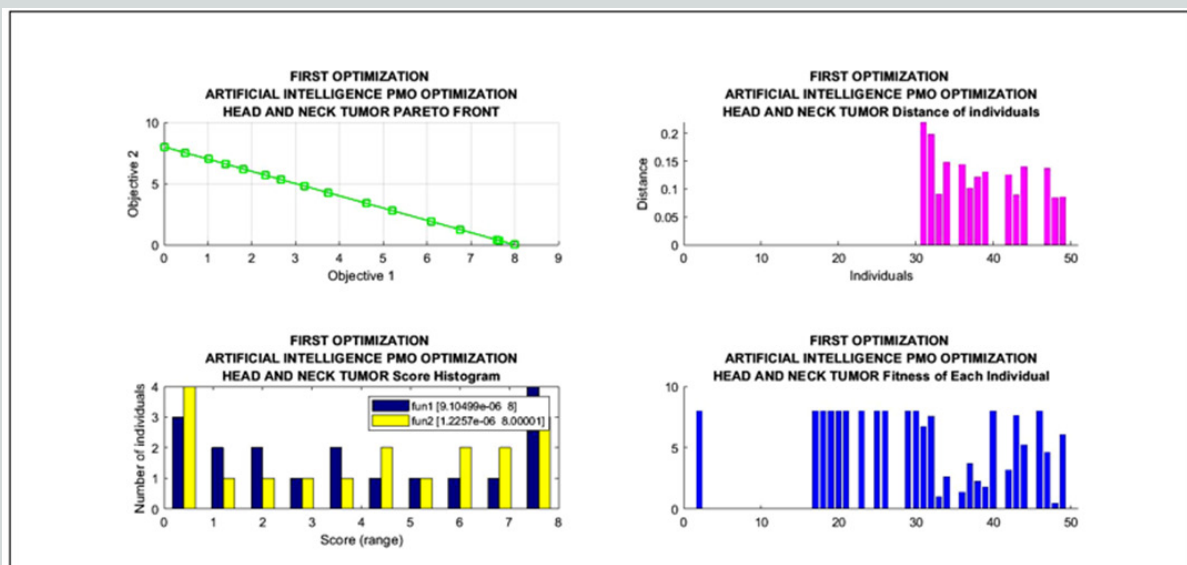 FIRST OPTIMIZATION
ARTIFICIAL INTELLIGENCE PMO OPTIMIZATION
HEAD AND NECK TUMOR PARETO FRONT
10
5
0
Objective 2
0 1 2 3 4 5 6 7 8 9
Objective 1
FIRST OPTIMIZATION
ARTIFICIAL INTELLIGENCE PMO OPTIMIZATION
HEAD AND NECK TUMOR Distance of individuals
0.2
0.15
0.1
0.05
0
Distance
0 10 20 30 40 50
Individuals
FIRST OPTIMIZATION
ARTIFICIAL INTELLIGENCE PMO OPTIMIZATION
HEAD AND NECK TUMOR Score Histogram
4
3
2
1
0
Number of individuals
fun1 [9.10499e-06 8]
fun2 [1.2257e-06 8.00001]
0 1 2 3 4 5 6 7 8
Score (range)
FIRST OPTIMIZATION
ARTIFICIAL INTELLIGENCE PMO OPTIMIZATION
HEAD AND NECK TUMOR Fitness of Each Individual
10
5
0
0 10 20 30 40 50